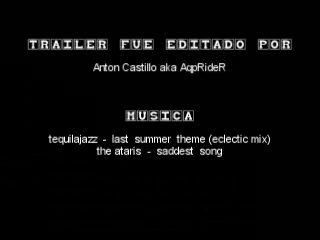 TRAILER FUE EDITADO POR
Anton Castillo aka AqpRideR
MUSICA
tequilajazz - last summer theme (eclectic mix)
the ataris - saddest song